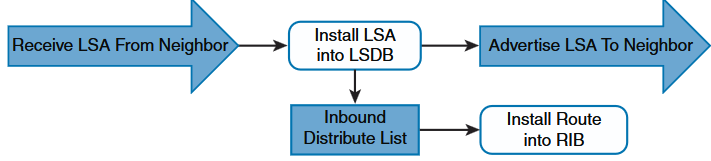 Receive LSA From Neighbor
Install LSA
into LSDB
Advertise LSA To Neighbor
Inbound
Distribute List
Install Route
into RIB